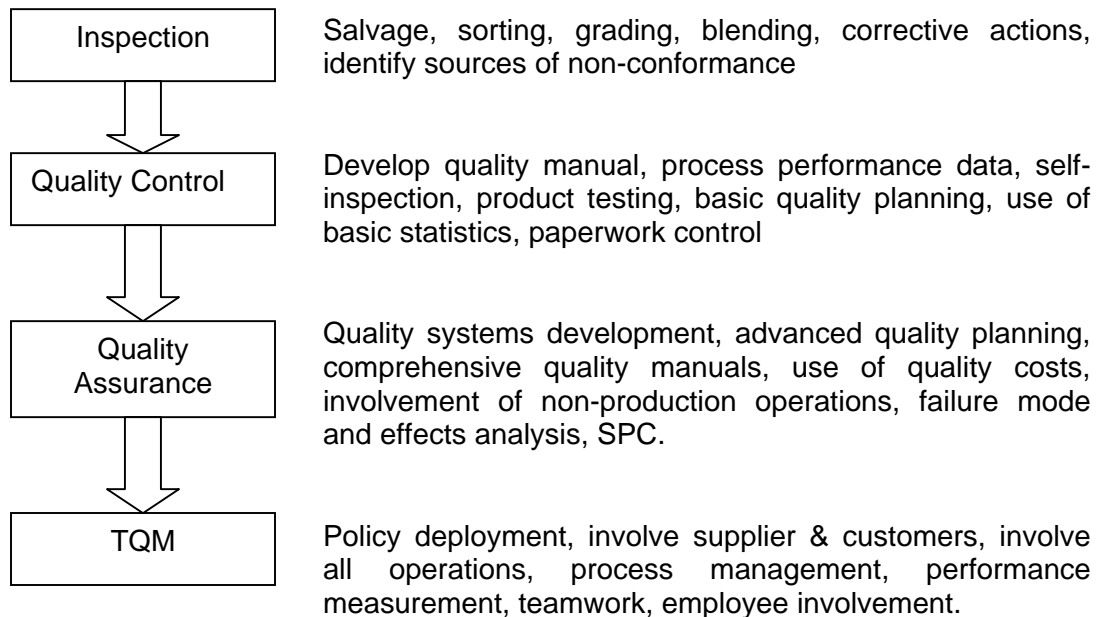 Inspection
Salvage, sorting, grading, blending, corrective actions,
identify sources of non-conformance
Quality Control
Develop quality manual, process performance data, self-
inspection, product testing, basic quality planning, use of
basic statistics, paperwork control
Quality
Assurance
Quality systems development, advanced quality planning,
comprehensive quality manuals, use of quality costs,
involvement of non-production operations, failure mode
and effects analysis, SPC.
TQM
Policy deployment, involve supplier & customers, involve
all operations, process management, performance
measurement, teamwork, employee involvement.